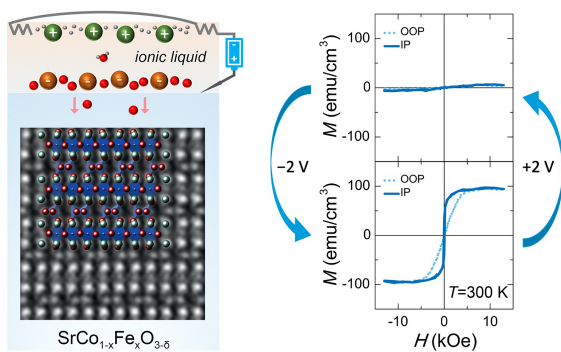 + + + +
ionic liquid
- +
- - - -
SrCo1-xFexO3-δ
−2 V
+2 V
M (emu/cm3)
100
0
-100
OOP
IP
M (emu/cm3)
100
0
-100
OOP
IP
T=300 K
-10 0 10
H (kOe)